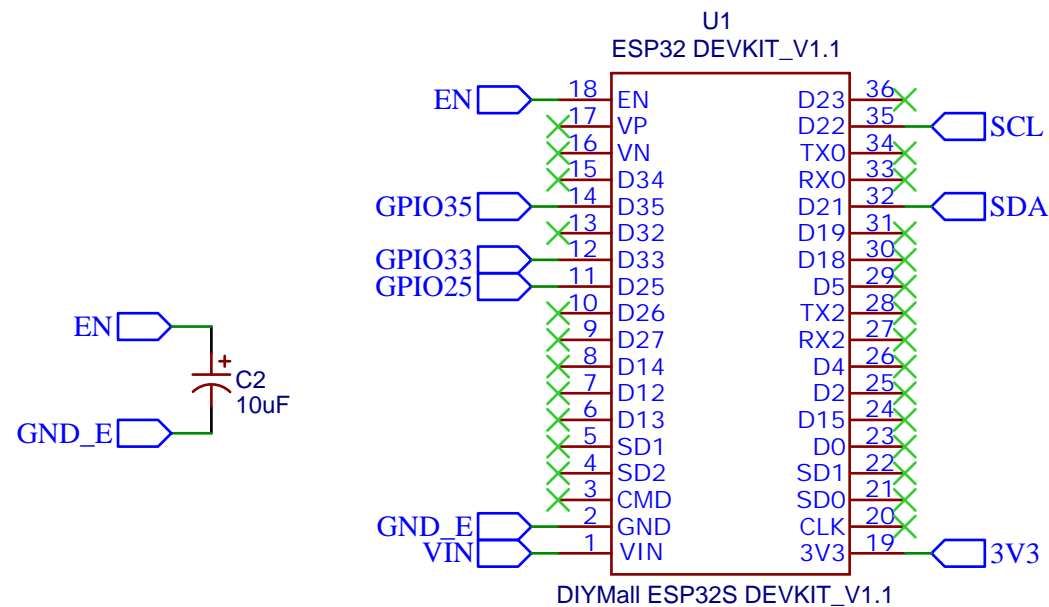 U1
ESP32 DEVKIT_V1.1
EN 18 EN D23 36
17 VP D22 35 SCL
16 VN TX0 34
15 D34 RX0 33
GPIO35 14 D35 D21 32 SDA
13 D32 D19 31
GPIO33 12 D33 D18 30
GPIO25 11 D25 D5 29
10 D26 TX2 28
EN
9 D27 RX2 27
8 D14 D4 26
+
C2
7 D12 D2 25
10uF
6 D13 D15 24
GND_E
5 SD1 D0 23
4 SD2 SD1 22
3 CMD SD0 21
GND_E 2 GND CLK 20
VIN 1 VIN 3V3 19 3V3
DIYMall ESP32S DEVKIT_V1.1